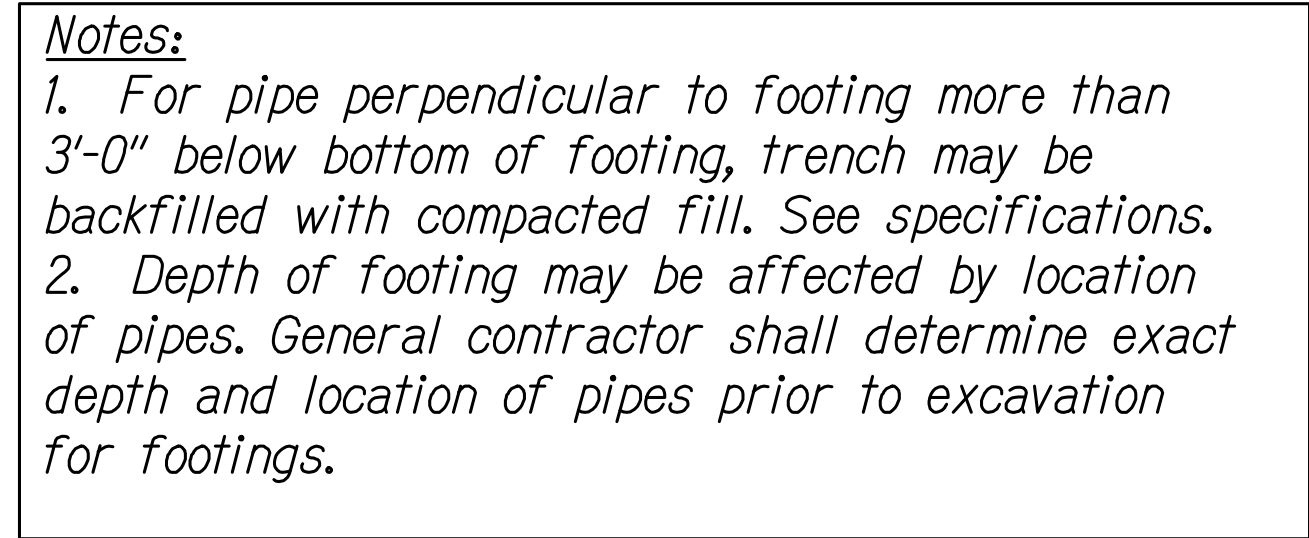 Notes:
1. For pipe perpendicular to footing more than
3'-0" below bottom of footing, trench may be
backfilled with compacted fill. See specifications.
2. Depth of footing may be affected by location
of pipes. General contractor shall determine exact
depth and location of pipes prior to excavation
for footings.